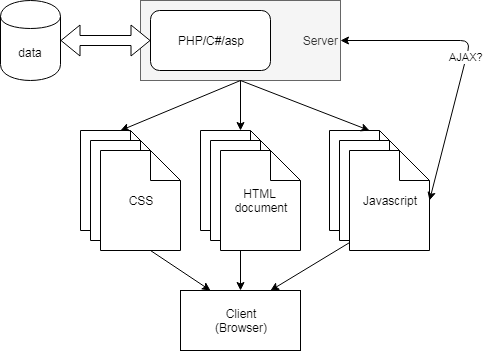 data
PHP/C#/asp
Server
AJAX?
CSS
HTML
document
Javascript
Client
(Browser)